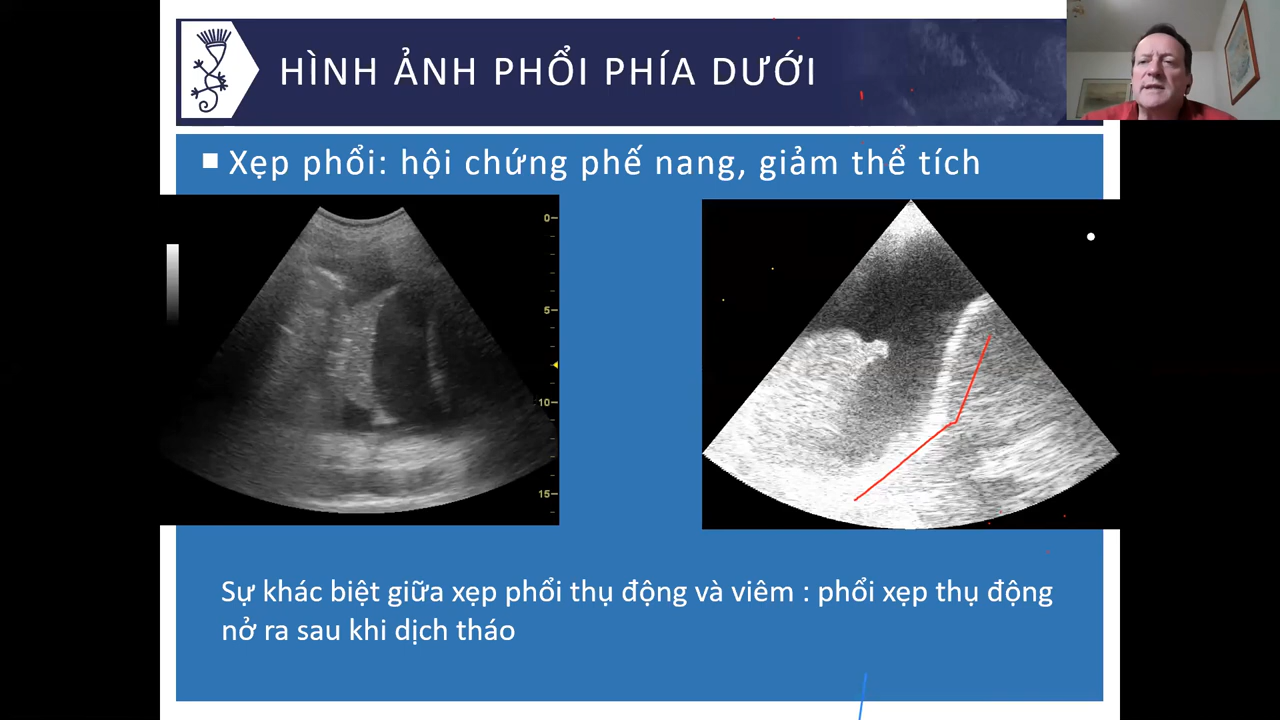 HÌNH ẢNH PHỔI PHÍA DƯỚI
Xẹp phổi: hội chứng phế nang, giảm thể tích
0
5
10
15
Sự khác biệt giữa xẹp phổi thụ động và viêm : phổi xẹp thụ động
nở ra sau khi dịch tháo